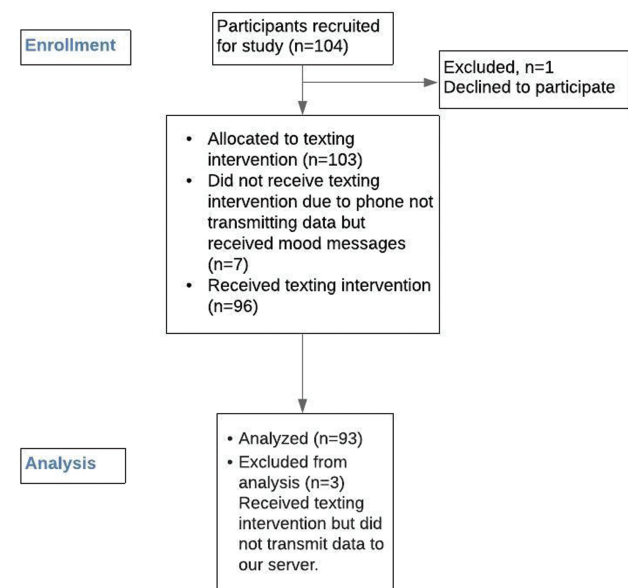 Enrollment
Participants recruited
for study (n=104)
Excluded, n=1
Declined to participate
• Allocated to texting
intervention (n=103)
• Did not receive texting
intervention due to phone not
transmitting data but
received mood messages
(n=7)
• Received texting intervention
(n=96)
Analysis
• Analyzed (n=93)
• Excluded from
analysis (n=3)
Received texting
intervention but did
not transmit data to
our server.